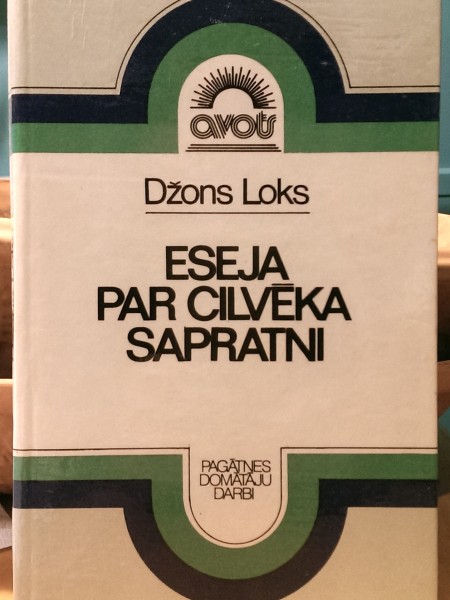 avots
Džons Loks
ESEJA
PAR CILVĒKA
SAPRATNI
PAGĀTNES
DOMĀTĀJU
DARBI